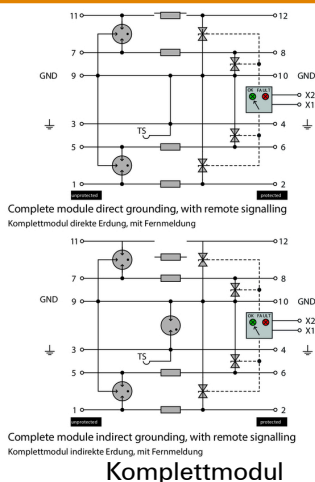 11 12
7 8
GND 9 10 GND
OK FAULT
X2
X1
3 4
TS
5 6
1 2
unprotected protected
Complete module direct grounding, with remote signalling
Komplettmodul direkte Erdung, mit Fernmeldung
11 12
7 8
GND 9 10 GND
OK FAULT
X2
X1
3 4
TS
5 6
1 2
unprotected protected
Complete module indirect grounding, with remote signalling
Komplettmodul indirekte Erdung, mit Fernmeldung
Komplettmodul